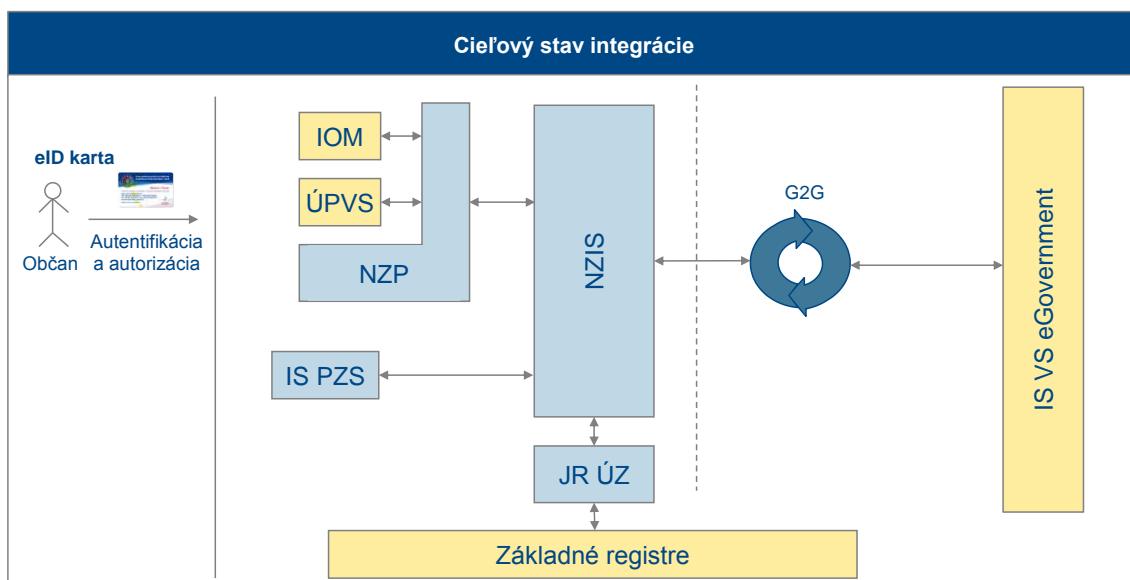 Cieľový stav integrácie
eID karta
Občan
Autentifikácia
a autorizácia
IOM
ÚPVS
NZP
IS PZS
NZIS
JR ÚZ
Základné registre
G2G
IS VS eGovernment